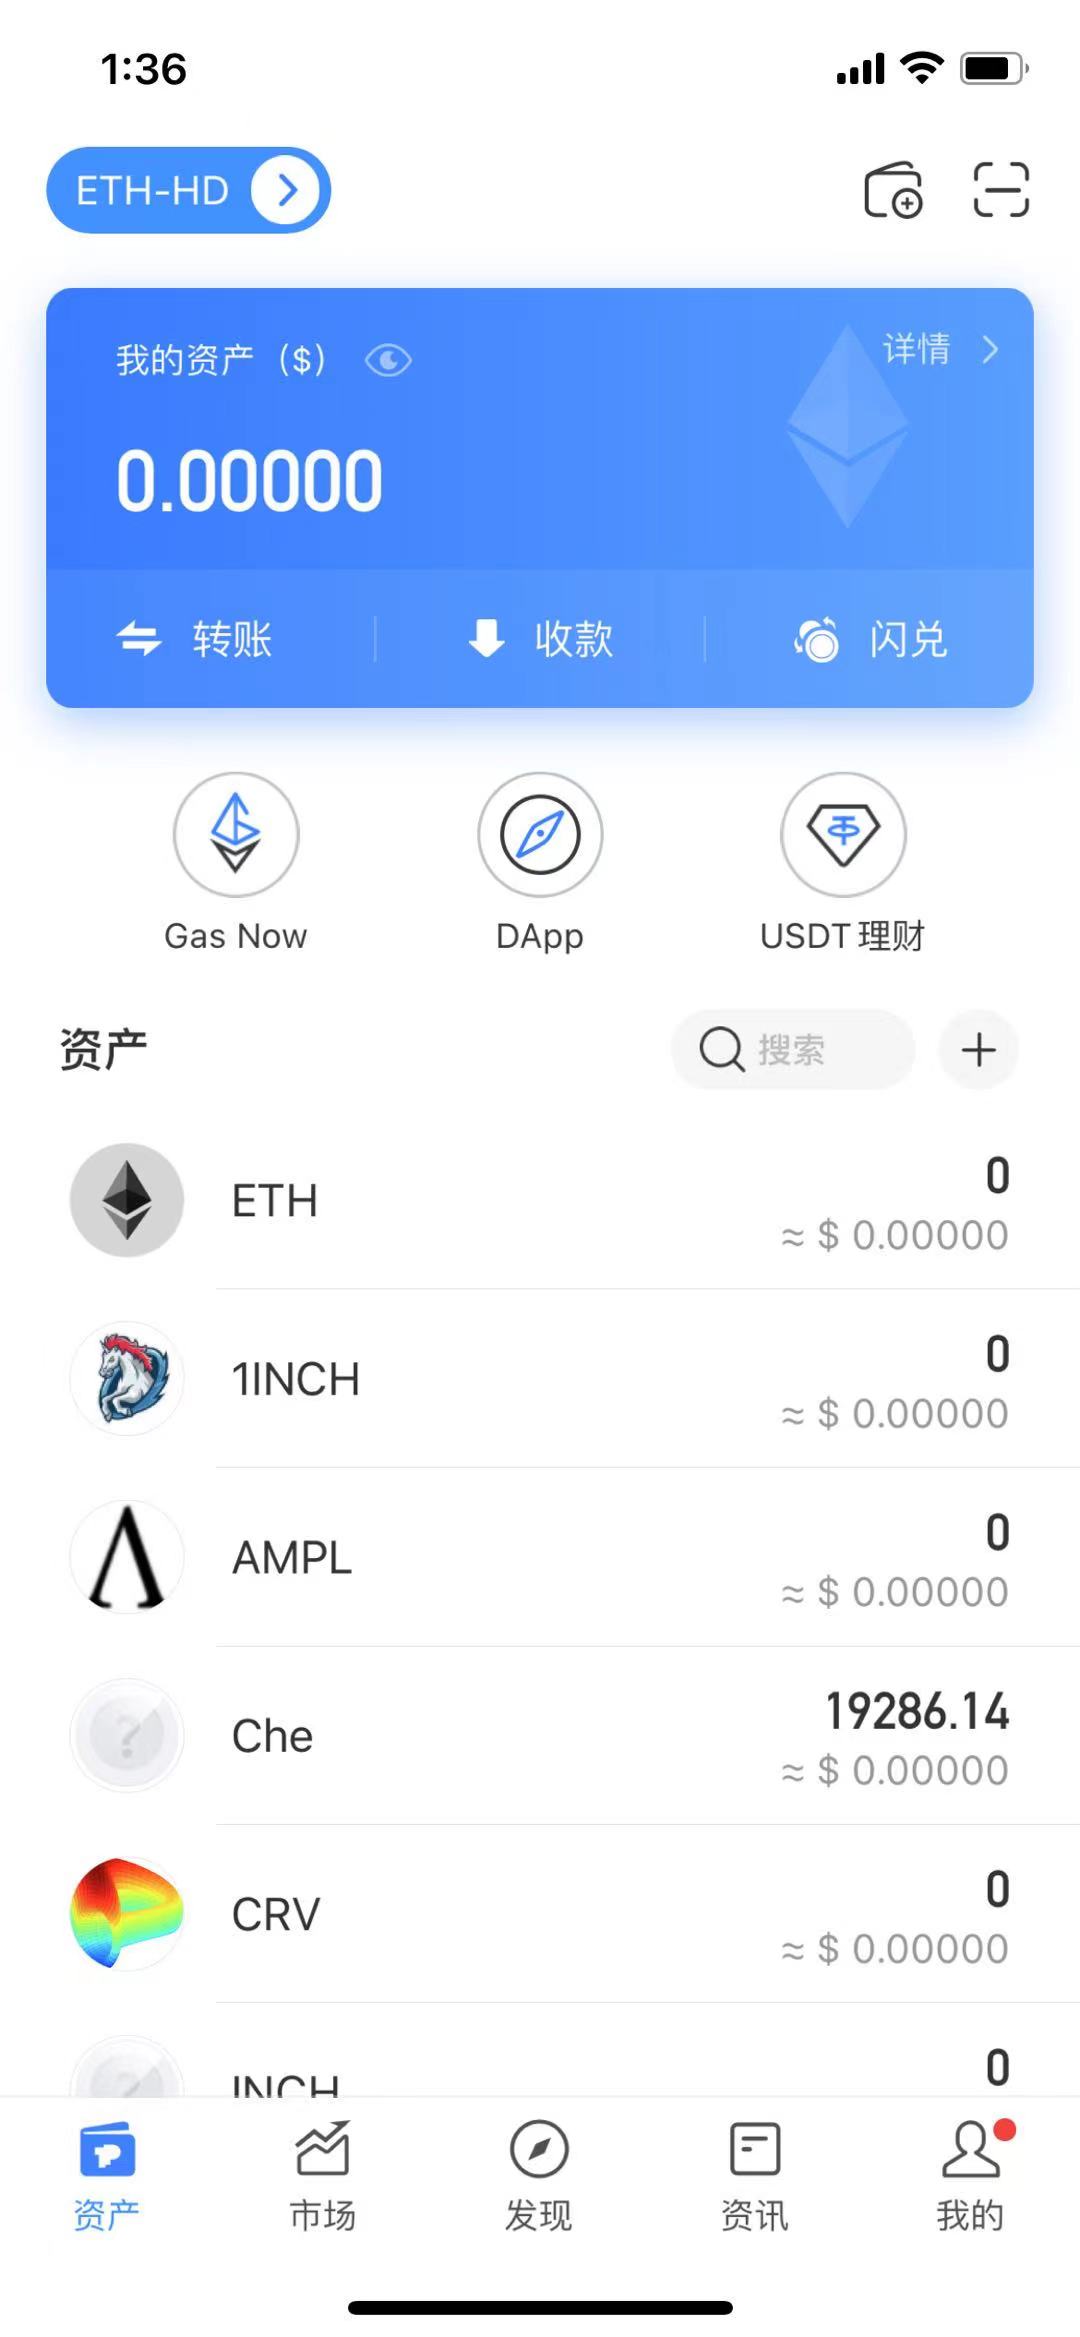 1:36
ETH-HD
我的资产（$）
详情
0.00000
转账
收款
闪兑
Gas Now
DApp
USDT 理财
资产
搜索
ETH
0
≈ $ 0.00000
1INCH
0
≈ $ 0.00000
AMPL
0
≈ $ 0.00000
Che
19286.14
≈ $ 0.00000
CRV
0
≈ $ 0.00000
INCH
0
资产
市场
发现
资讯
我的